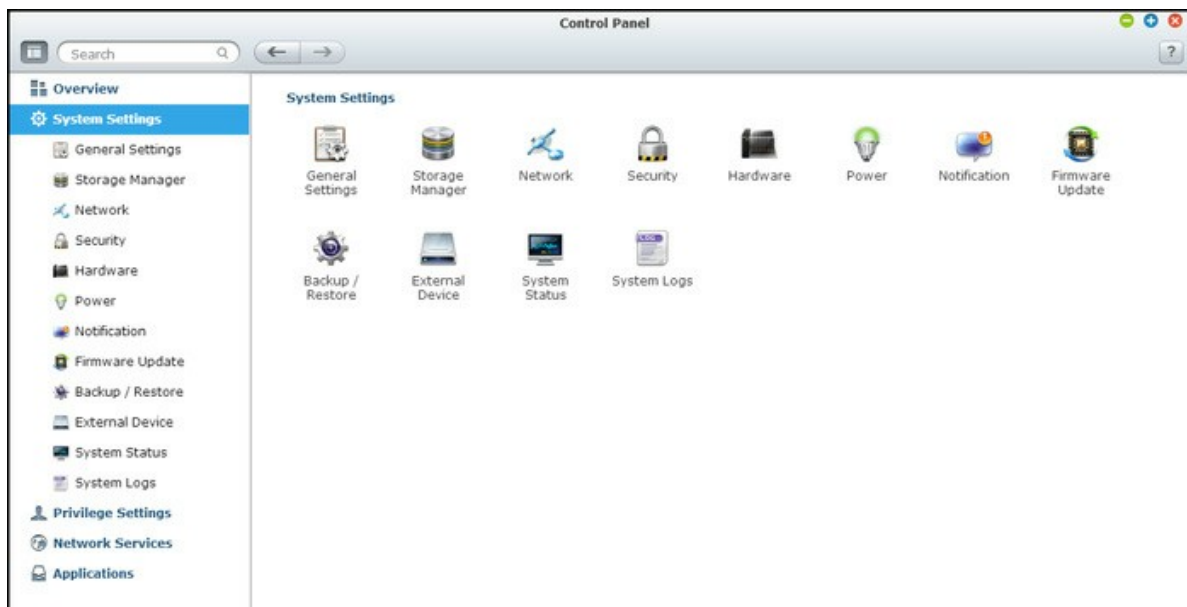 Control Panel
Search
?
Overview
System Settings
General Settings
Storage Manager
Network
Security
Hardware
Power
Notification
Firmware Update
Backup / Restore
External Device
System Status
System Logs
Privilege Settings
Network Services
Applications
System Settings
General
Settings
Storage
Manager
Network
Security
Hardware
Power
Notification
Firmware
Update
Backup /
Restore
External
Device
System
Status
LOG
System Logs